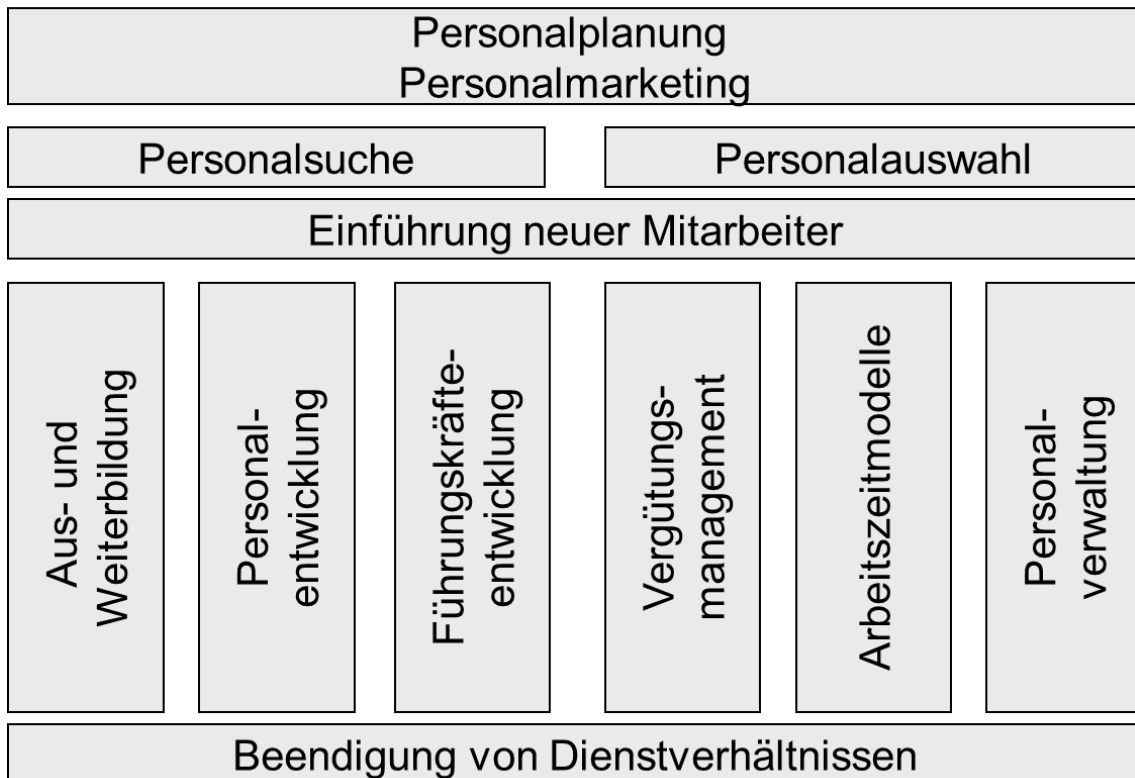 Personalplanung
Personalmarketing
Personalsuche
Personalauswahl
Einführung neuer Mitarbeiter
Aus- und
Weiterbildung
Personal-
entwicklung
Führungskräfte-
entwicklung
Vergütungs-
management
Arbeitszeitmodelle
Personal-
verwaltung
Beendigung von Dienstverhältnissen